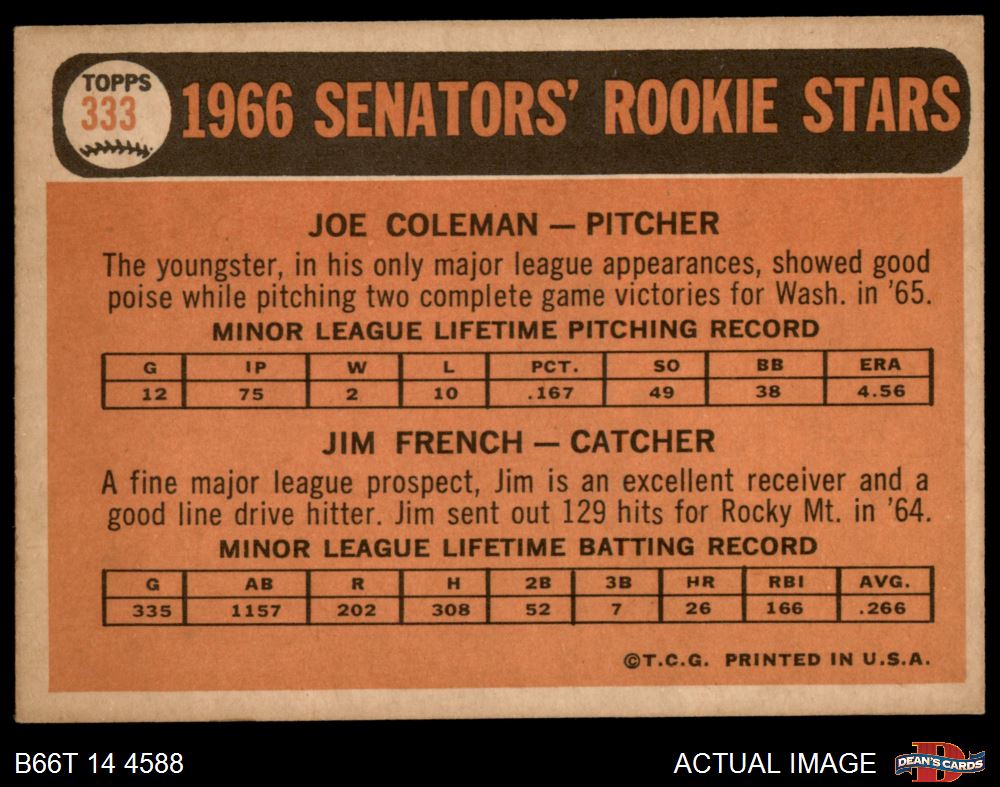 TOPPS
333
1966 SENATORS' ROOKIE STARS
JOE COLEMAN — PITCHER
The youngster, in his only major league appearances, showed good
poise while pitching two complete game victories for Wash. in '65.
MINOR LEAGUE LIFETIME PITCHING RECORD
G IP W L PCT. SO BB ERA
12 75 2 10 .167 49 38 4.56
JIM FRENCH — CATCHER
A fine major league prospect, Jim is an excellent receiver and a
good line drive hitter. Jim sent out 129 hits for Rocky Mt. in '64.
MINOR LEAGUE LIFETIME BATTING RECORD
G AB R H 2B 3B HR RBI AVG.
335 1157 202 308 52 7 26 166 .266
©T.C.G. PRINTED IN U.S.A.
B66T 14 4588
ACTUAL IMAGE
DEAN'S CARDS